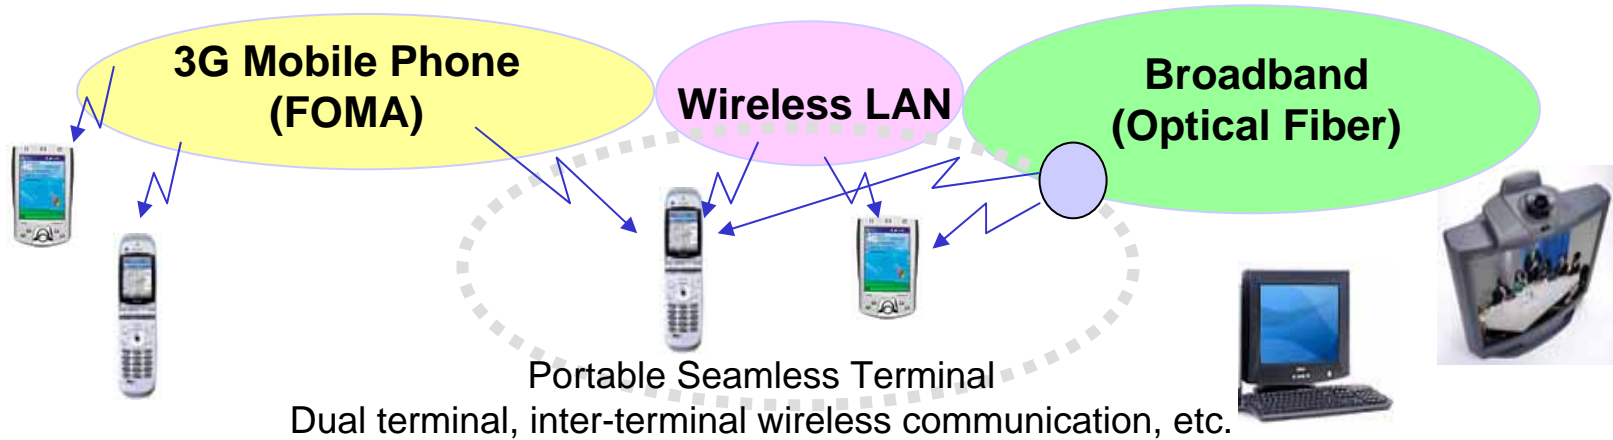 3G Mobile Phone
(FOMA)
Wireless LAN
Broadband
(Optical Fiber)
Portable Seamless Terminal
Dual terminal, inter-terminal wireless communication, etc.